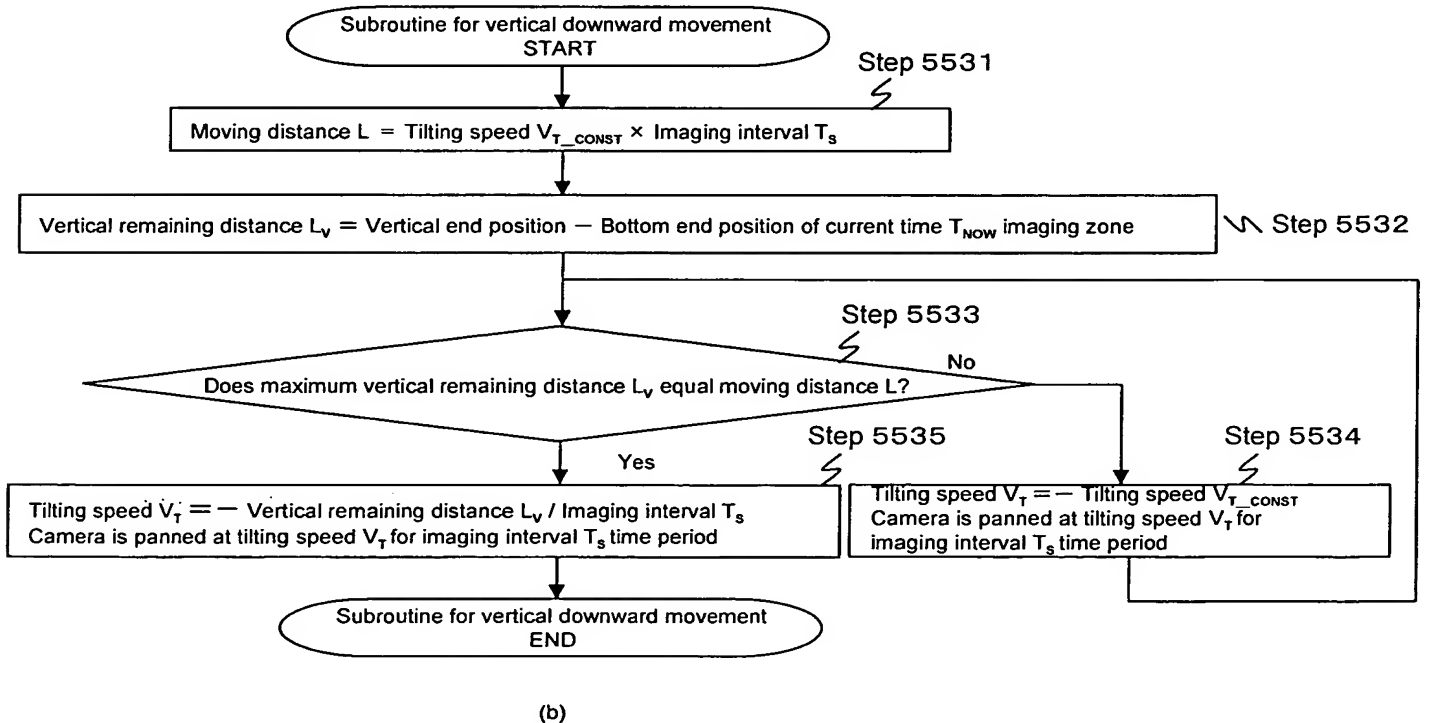 Subroutine for vertical downward movement
START
Step 5531
Moving distance L = Tilting speed V_T_CONST × Imaging interval T_S
Vertical remaining distance L_V = Vertical end position − Bottom end position of current time T_NOW imaging zone
Step 5532
Step 5533
Does maximum vertical remaining distance L_V equal moving distance L?
No
Yes
Step 5535
Tilting speed V_T = − Vertical remaining distance L_V / Imaging interval T_S
Camera is panned at tilting speed V_T for imaging interval T_S time period
Step 5534
Tilting speed V_T = − Tilting speed V_T_CONST
Camera is panned at tilting speed V_T for
imaging interval T_S time period
Subroutine for vertical downward movement
END
(b)